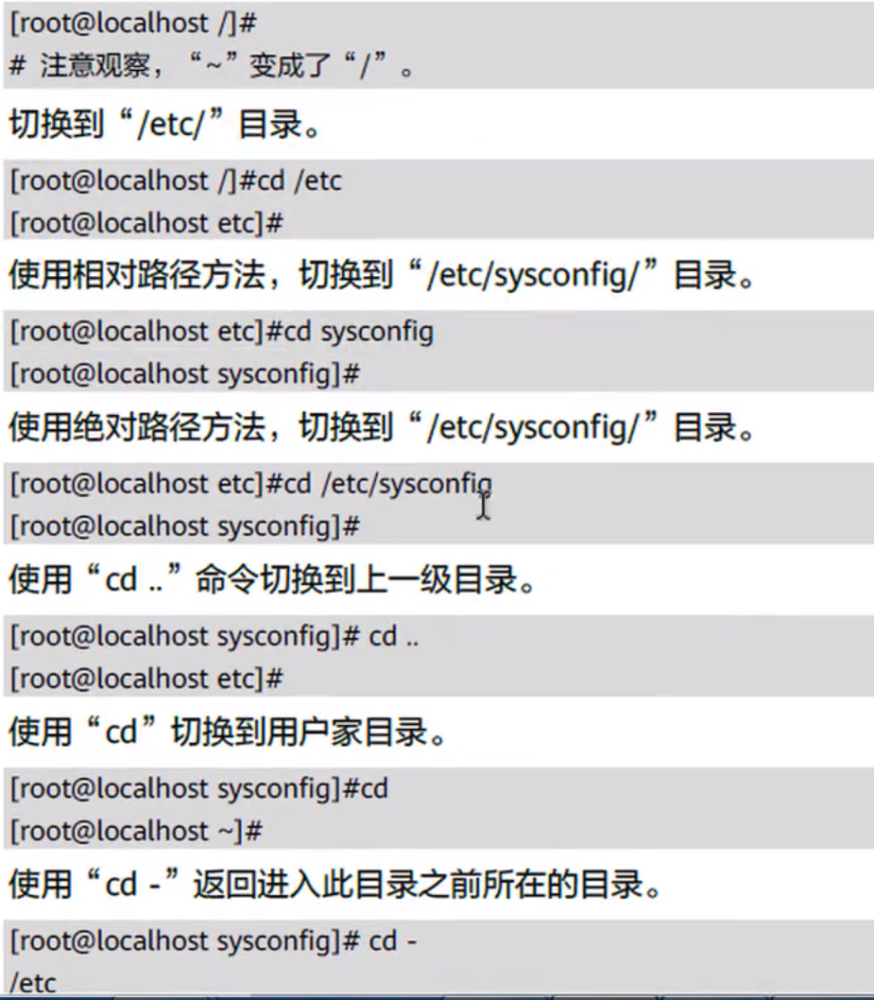 [root@localhost /]#
# 注意观察，“~”变成了“/”。
切换到“/etc/”目录。
[root@localhost /]#cd /etc
[root@localhost etc]#
使用相对路径方法，切换到“/etc/sysconfig/”目录。
[root@localhost etc]#cd sysconfig
[root@localhost sysconfig]#
使用绝对路径方法，切换到“/etc/sysconfig/”目录。
[root@localhost etc]#cd /etc/sysconfig
[root@localhost sysconfig]#
使用“cd ..”命令切换到上一级目录。
[root@localhost sysconfig]# cd ..
[root@localhost etc]#
使用“cd”切换到用户家目录。
[root@localhost sysconfig]#cd
[root@localhost ~]#
使用“cd -”返回进入此目录之前所在的目录。
[root@localhost sysconfig]# cd -
/etc